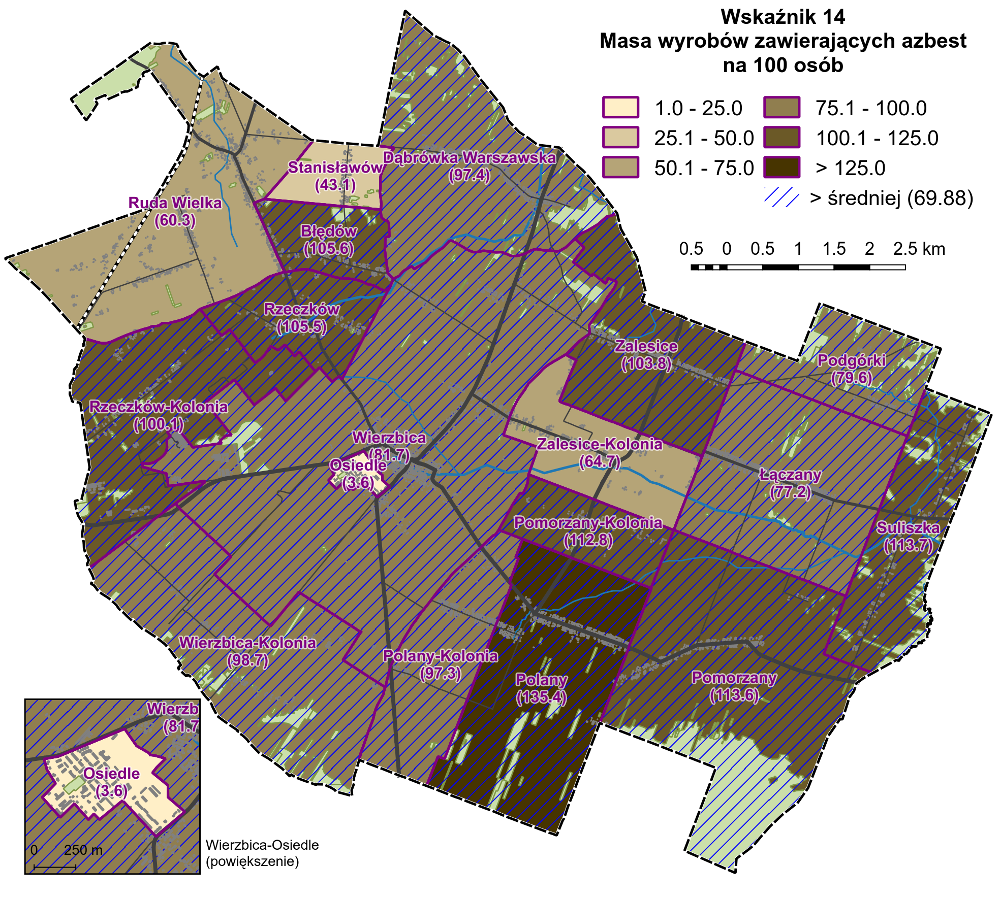 Wskaźnik 14
Masa wyrobów zawierających azbest
na 100 osób
1.0 - 25.0
25.1 - 50.0
50.1 - 75.0
75.1 - 100.0
100.1 - 125.0
> 125.0
> średniej (69.88)
0.5 0 0.5 1 1.5 2 2.5 km
Stanisławów
(43.1)
Dąbrówka Warszawska
(97.4)
Ruda Wielka
(60.3)
Błędów
(105.6)
Rzeczków
(105.5)
Zalesice
(103.8)
Podgórki
(79.6)
Rzeczków-Kolonia
(100.1)
Wierzbica
(81.7)
Osiedle
(3.6)
Zalesice-Kolonia
(64.7)
Łączany
(77.2)
Pomorzany-Kolonia
(112.8)
Suliszka
(113.7)
Wierzbica-Kolonia
(98.7)
Polany-Kolonia
(97.3)
Polany
(135.4)
Pomorzany
(113.6)
Wierzb
(81.7
Osiedle
(3.6)
0 250 m
Wierzbica-Osiedle
(powiększenie)